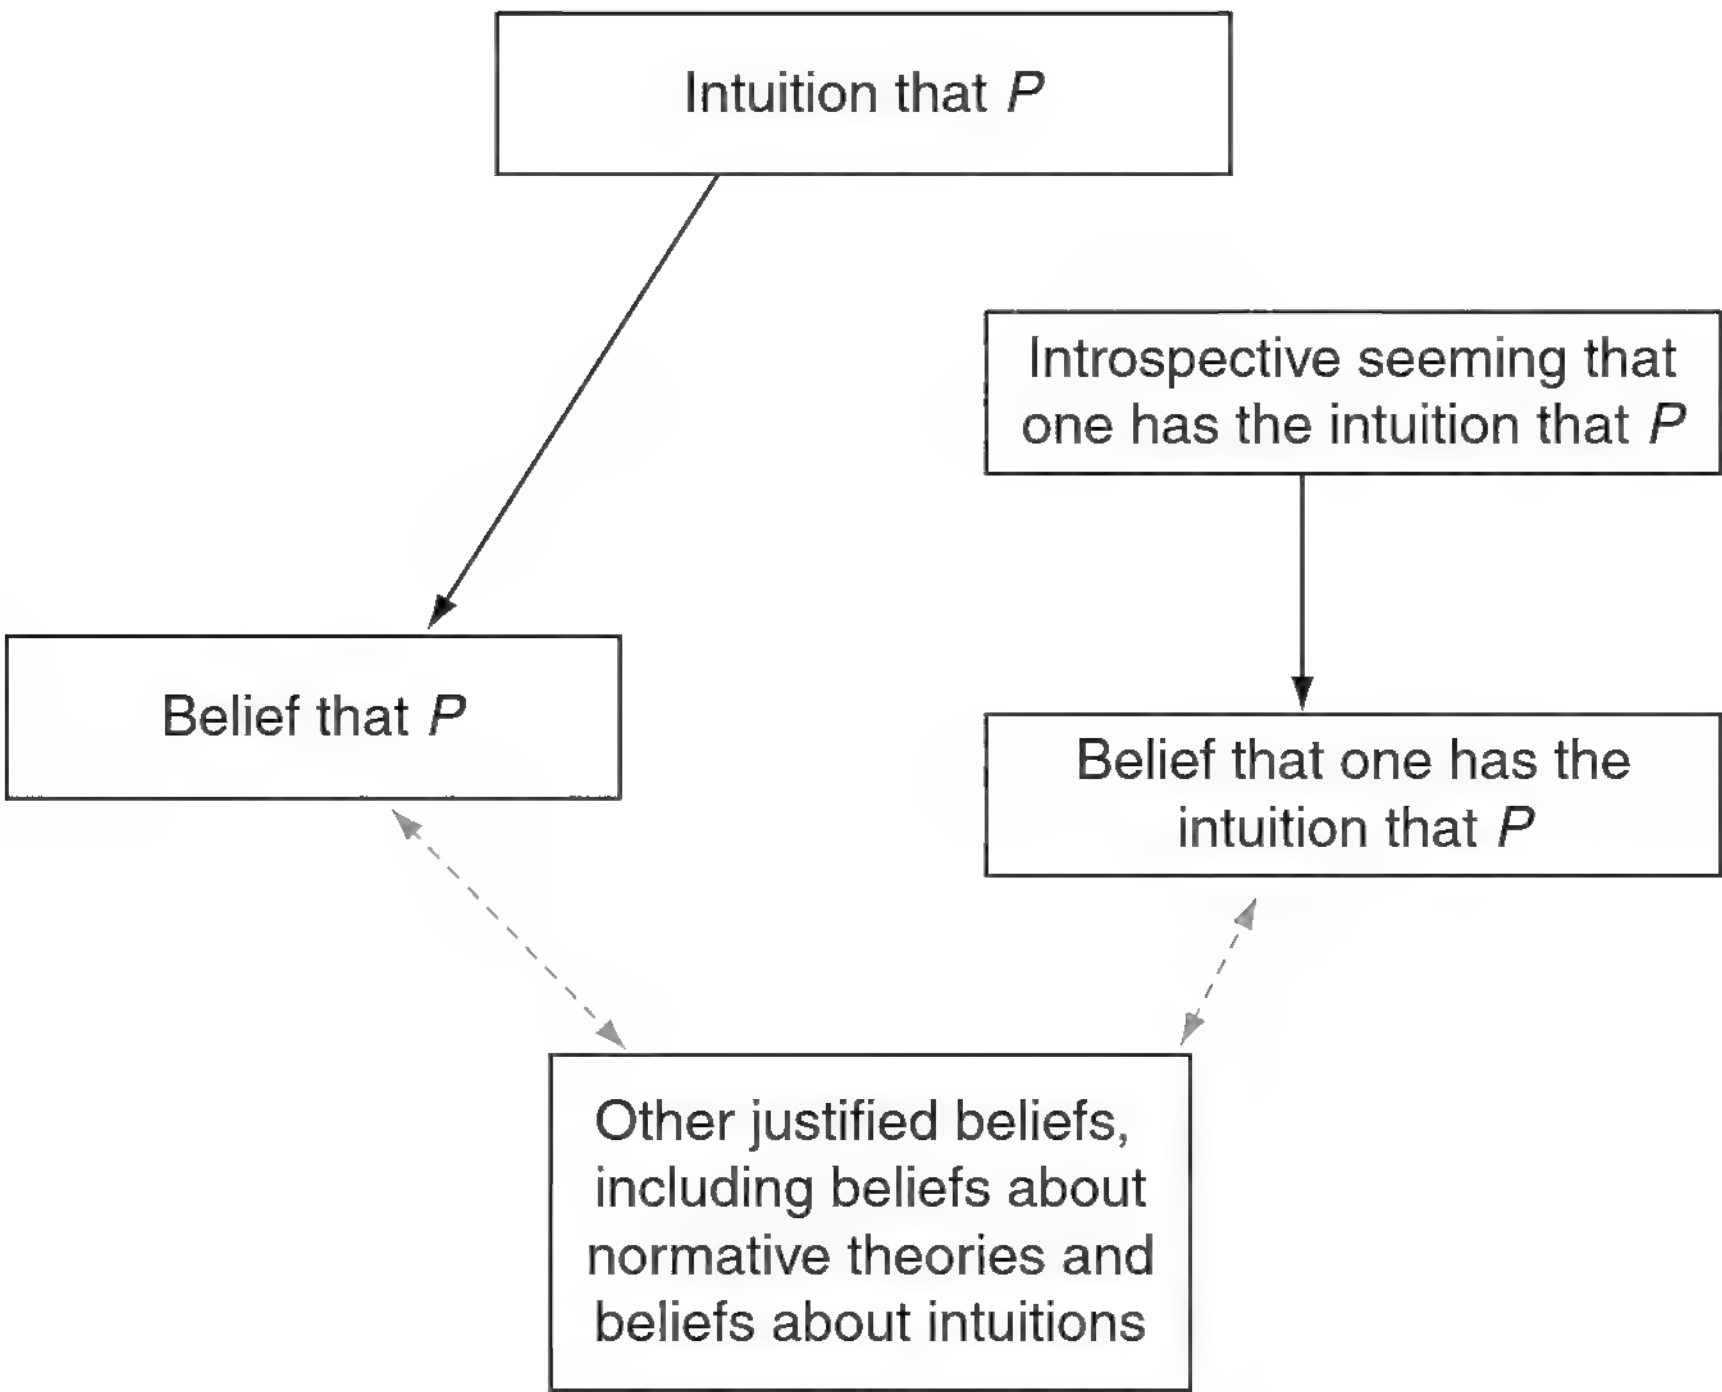 Intuition that P
Introspective seeming that
one has the intuition that P
Belief that P
Belief that one has the
intuition that P
Other justified beliefs,
including beliefs about
normative theories and
beliefs about intuitions